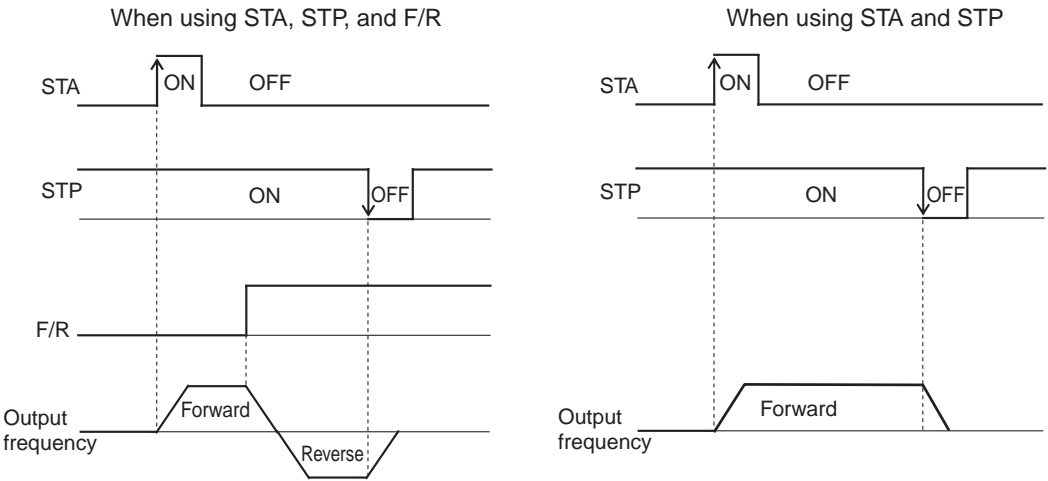 When using STA, STP, and F/R
STA
ON
OFF
STP
ON
OFF
F/R
Output
frequency
Forward
Reverse
When using STA and STP
STA
ON
OFF
STP
ON
OFF
Output
frequency
Forward